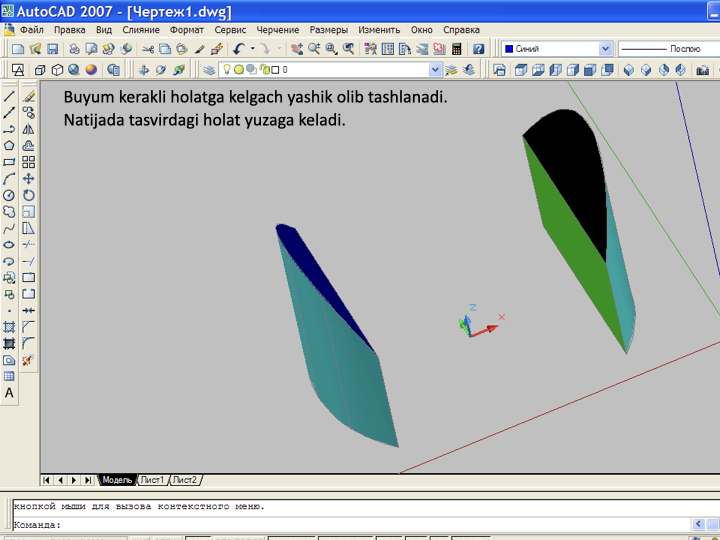 AutoCAD 2007 - [Чертеж1.dwg]
Файл Правка Вид Слияние Формат Сервис Черчение Размеры Изменить Окно Справка
Синий Послою
0
Buyum kerakli holatga kelgach yashik olib tashlanadi.
Natijada tasvirdagi holat yuzaga keladi.
Z
X
A
Модель Лист1 Лист2
кнопкой мыши для вызова контекстного меню.
Команда: